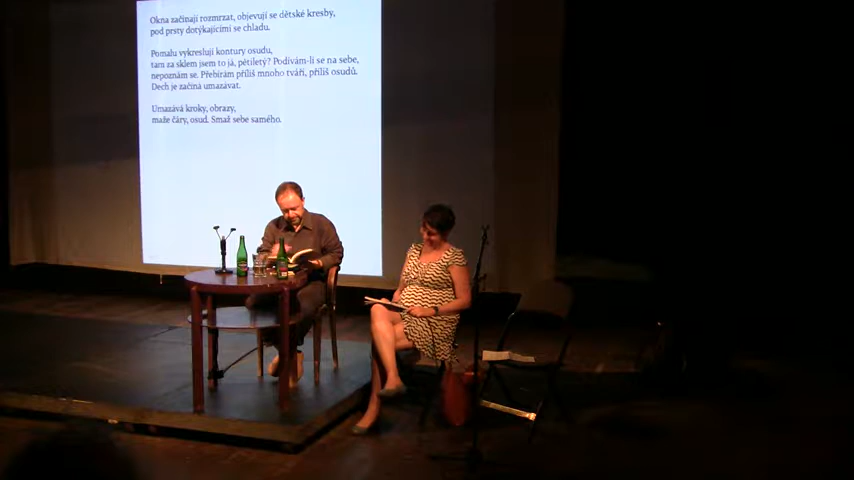 Okna začínají rozmrzat, objevují se dětské kresby,
pod prsty dotýkajícími se chladu.
Pomalu vykreslují kontury osudu,
tam za sklem jsem to já, pětiletý? Podívám-li se na sebe,
nepoznám se. Přebírám příliš mnoho tváří, příliš osudů.
Dech je začíná umazávat.
Umazává kroky, obrazy,
maže čáry, osud. Smaž sebe samého.